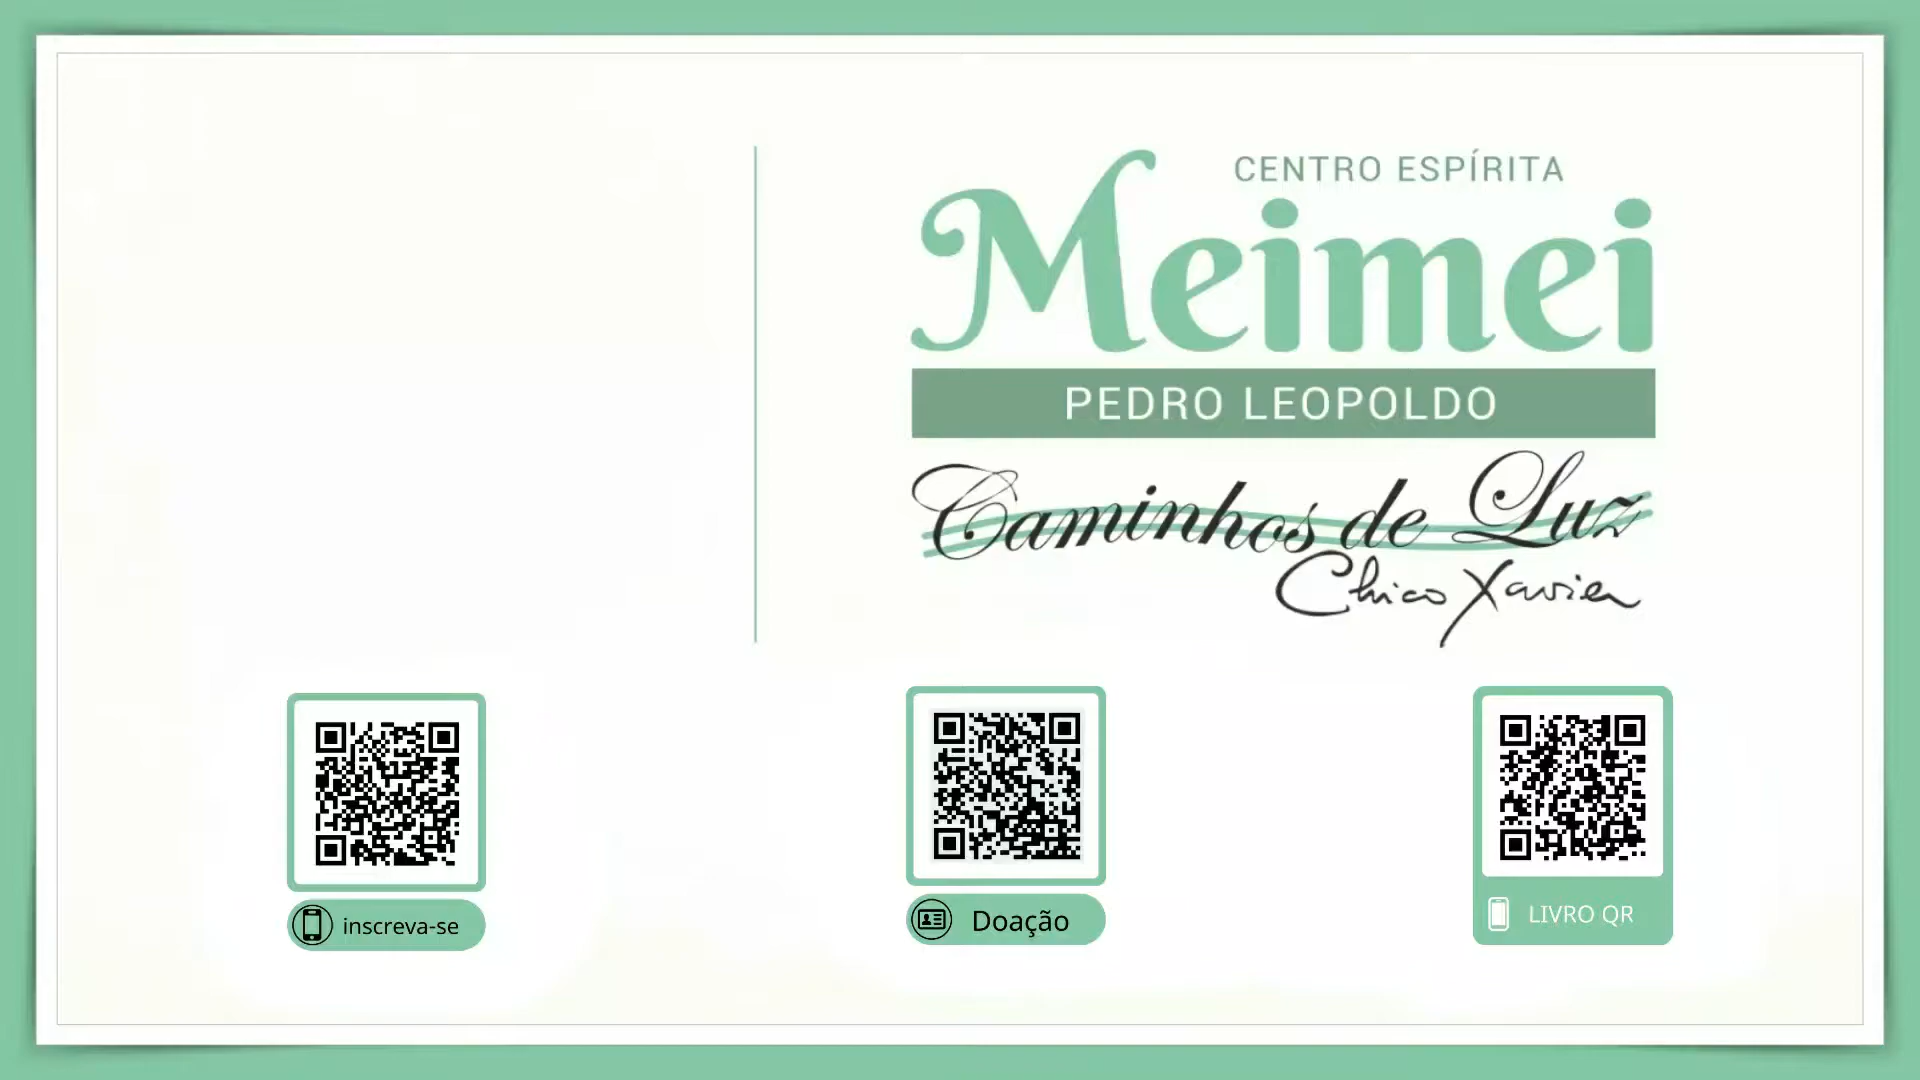 CENTRO ESPÍRITA
Meimei
PEDRO LEOPOLDO
Caminhos de Luz
Chico Xavier
inscreva-se
Doação
LIVRO QR